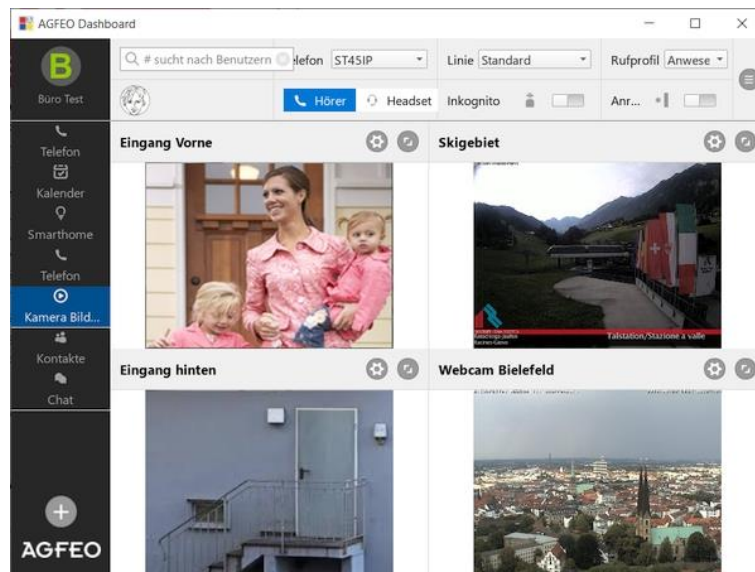 AGFEO Dashboard
B
Büro Test
# sucht nach Benutzern
elefon ST45IP
Linie Standard
Rufprofil Anwese
Hörer
Headset
Inkognito
Anr...
Telefon
Kalender
Smarthome
Telefon
Kamera Bild...
Kontakte
Chat
AGFEO
Eingang Vorne
Skigebiet
Talstation/Stazione a valle
Eingang hinten
Webcam Bielefeld